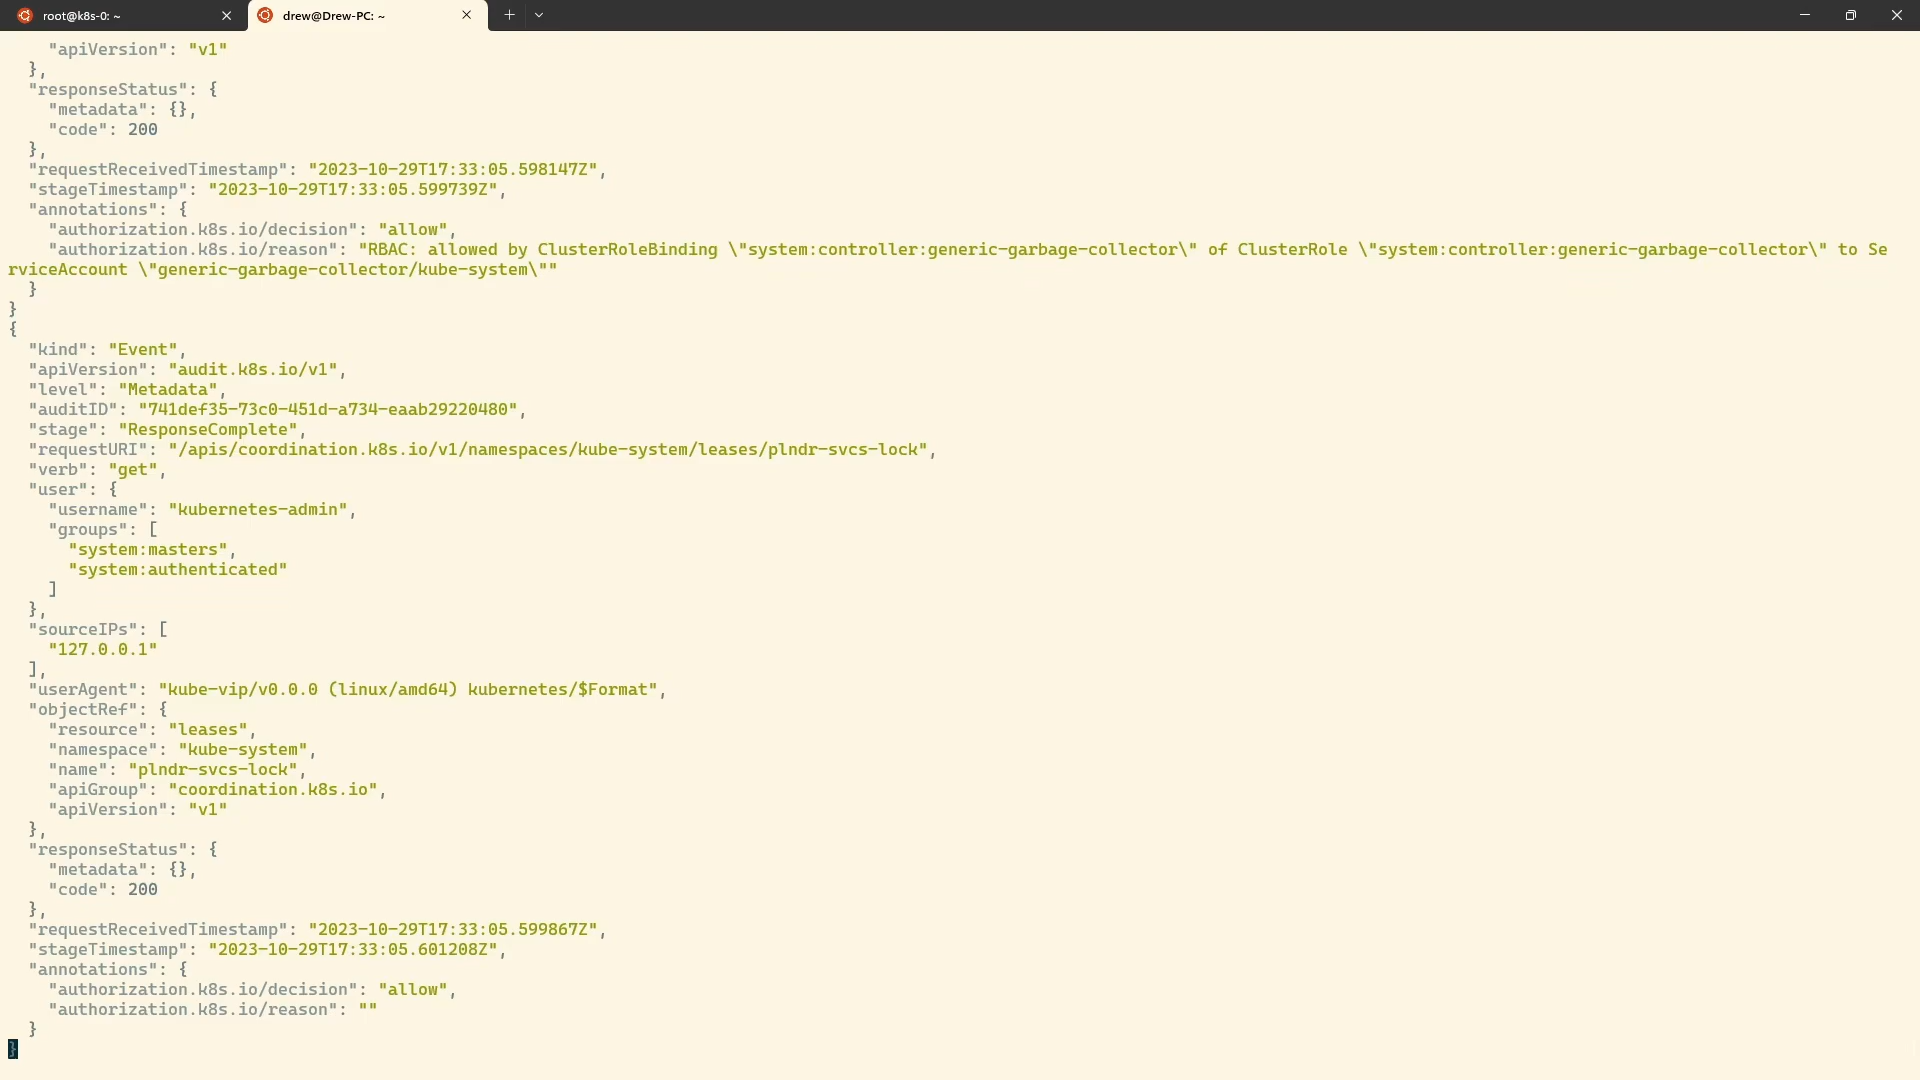 root@k8s-0: ~
drew@Drew-PC: ~
"apiVersion": "v1"
},
"responseStatus": {
"metadata": {},
"code": 200
},
"requestReceivedTimestamp": "2023-10-29T17:33:05.598147Z",
"stageTimestamp": "2023-10-29T17:33:05.599739Z",
"annotations": {
"authorization.k8s.io/decision": "allow",
"authorization.k8s.io/reason": "RBAC: allowed by ClusterRoleBinding \"system:controller:generic-garbage-collector\" of ClusterRole \"system:controller:generic-garbage-collector\" to Se
rviceAccount \"generic-garbage-collector/kube-system\""
}
}
{
"kind": "Event",
"apiVersion": "audit.k8s.io/v1",
"level": "Metadata",
"auditID": "741def35-73c0-451d-a734-eaab29220480",
"stage": "ResponseComplete",
"requestURI": "/apis/coordination.k8s.io/v1/namespaces/kube-system/leases/plndr-svcs-lock",
"verb": "get",
"user": {
"username": "kubernetes-admin",
"groups": [
"system:masters",
"system:authenticated"
]
},
"sourceIPs": [
"127.0.0.1"
],
"userAgent": "kube-vip/v0.0.0 (linux/amd64) kubernetes/$Format",
"objectRef": {
"resource": "leases",
"namespace": "kube-system",
"name": "plndr-svcs-lock",
"apiGroup": "coordination.k8s.io",
"apiVersion": "v1"
},
"responseStatus": {
"metadata": {},
"code": 200
},
"requestReceivedTimestamp": "2023-10-29T17:33:05.599867Z",
"stageTimestamp": "2023-10-29T17:33:05.601208Z",
"annotations": {
"authorization.k8s.io/decision": "allow",
"authorization.k8s.io/reason": ""
}
}